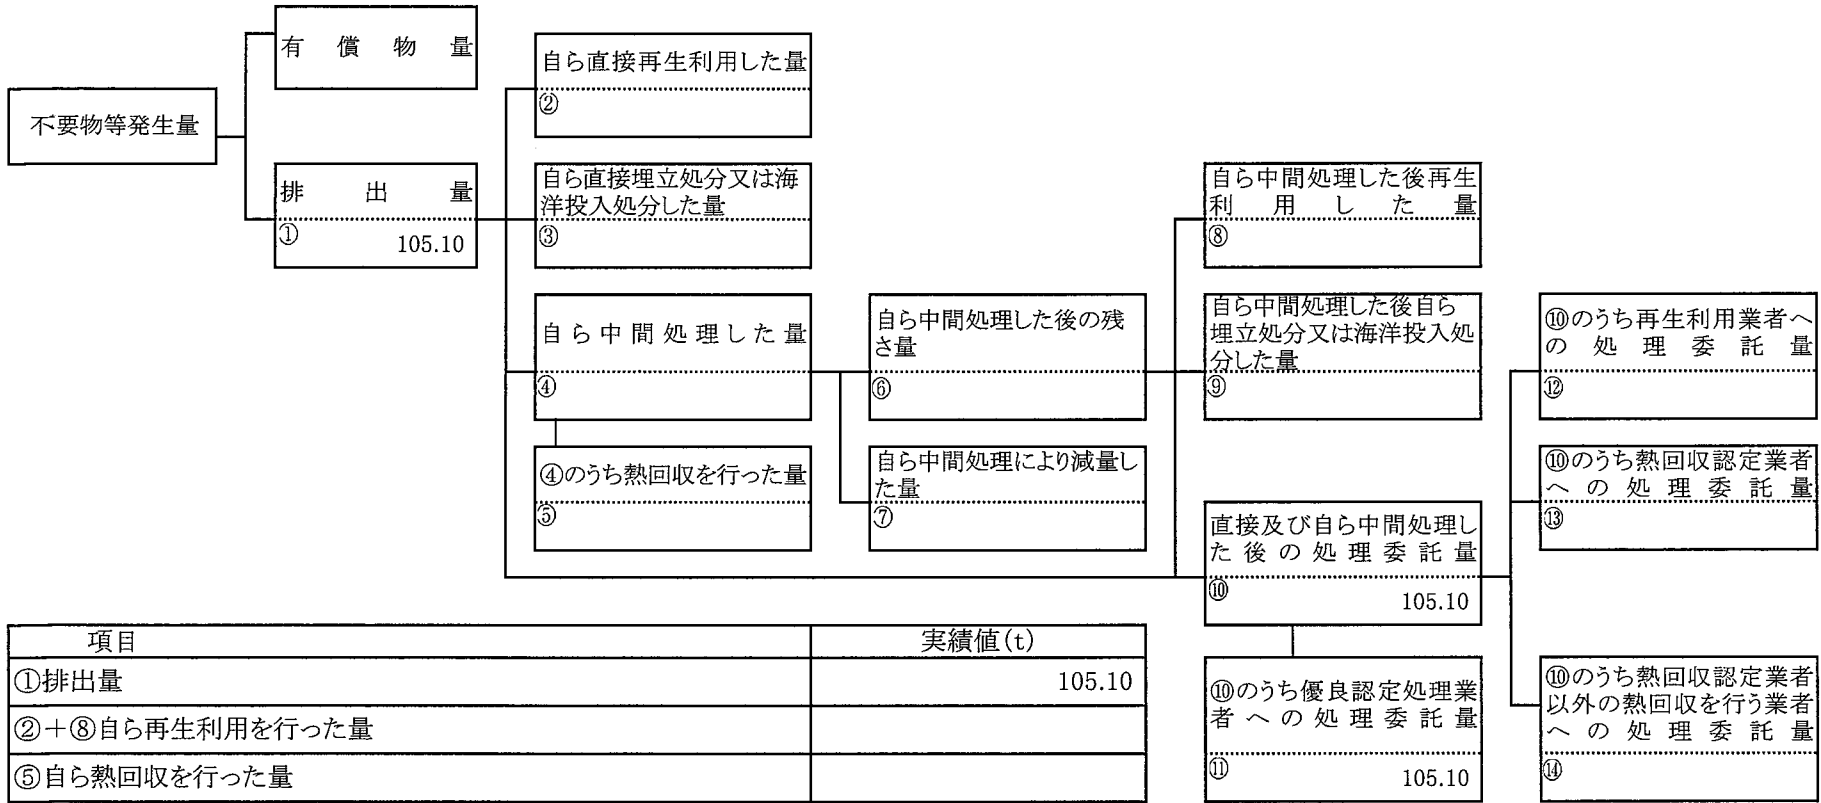 有償物量
不要物等発生量
排出量
①
105.10
自ら直接再生利用した量
②
自ら直接埋立処分又は海
洋投入処分した量
③
自ら中間処理した量
④
④のうち熱回収を行った量
⑤
自ら中間処理した後の残
さ量
⑥
自ら中間処理により減量し
た量
⑦
自ら中間処理した後再生
利用した量
⑧
自ら中間処理した後自ら
埋立処分又は海洋投入処
分した量
⑨
直接及び自ら中間処理し
た後の処理委託量
⑩
105.10
⑩のうち優良認定処理業
者への処理委託量
⑪
105.10
⑩のうち再生利用業者へ
の処理委託量
⑫
⑩のうち熱回収認定業者
への処理委託量
⑬
⑩のうち熱回収認定業者
以外の熱回収を行う業者
への処理委託量
⑭
項目 実績値(t)
①排出量 105.10
②+⑧自ら再生利用を行った量
⑤自ら熱回収を行った量